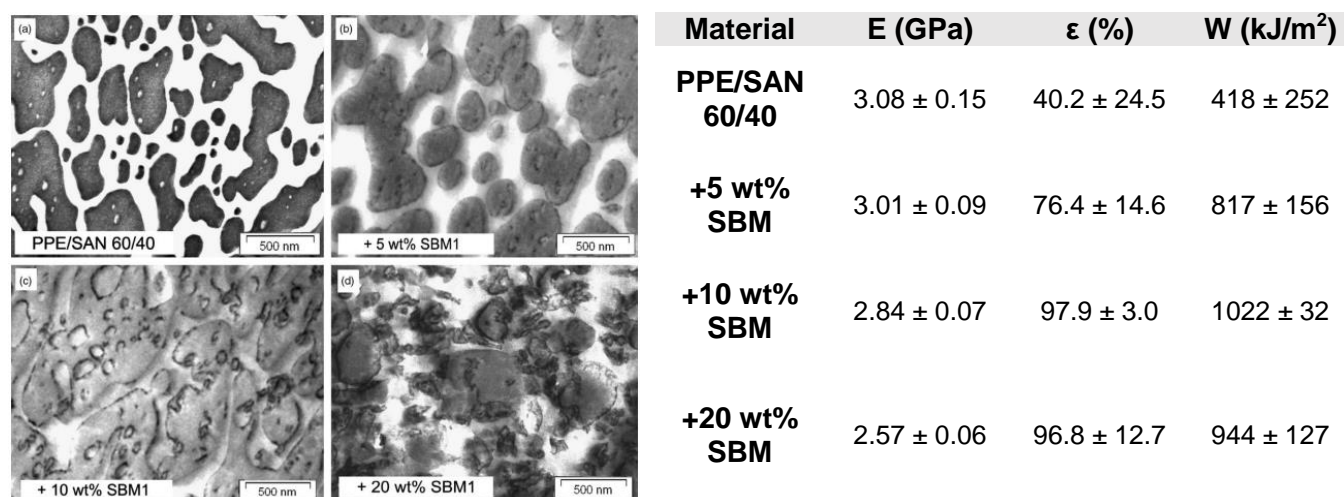 (a)
PPE/SAN 60/40
500 nm
(b)
+ 5 wt% SBM1
500 nm
(c)
+ 10 wt% SBM1
500 nm
(d)
+ 20 wt% SBM1
500 nm
Material E (GPa) ε (%) W (kJ/m²)
PPE/SAN
60/40 3.08 ± 0.15 40.2 ± 24.5 418 ± 252
+5 wt%
SBM 3.01 ± 0.09 76.4 ± 14.6 817 ± 156
+10 wt%
SBM 2.84 ± 0.07 97.9 ± 3.0 1022 ± 32
+20 wt%
SBM 2.57 ± 0.06 96.8 ± 12.7 944 ± 127